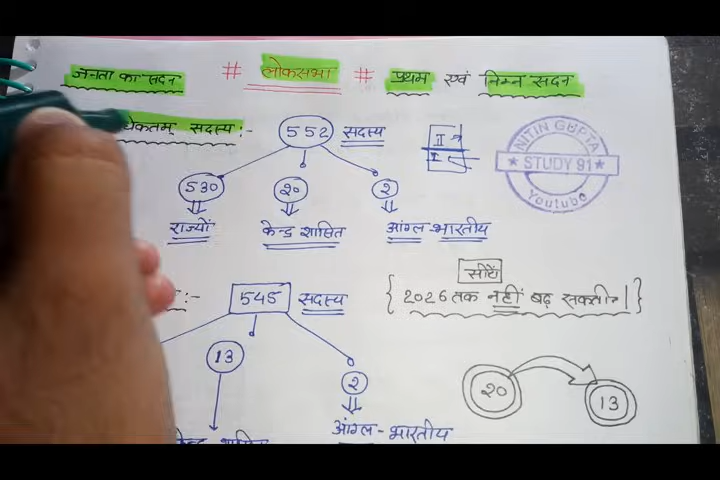 जनता का सदन # लोकसभा # प्रथम एवं निम्न सदन
सदस्य :- 552 सदस्य
530 20 2
राज्यों केन्द्र शासित आंग्ल-भारतीय
II
I
NITIN GUPTA
★ STUDY 91 ★
Youtube
:- 545 सदस्य
सीटें
{ 2026 तक नहीं बढ़ सकती। }
13 2
आंग्ल-भारतीय
20 13